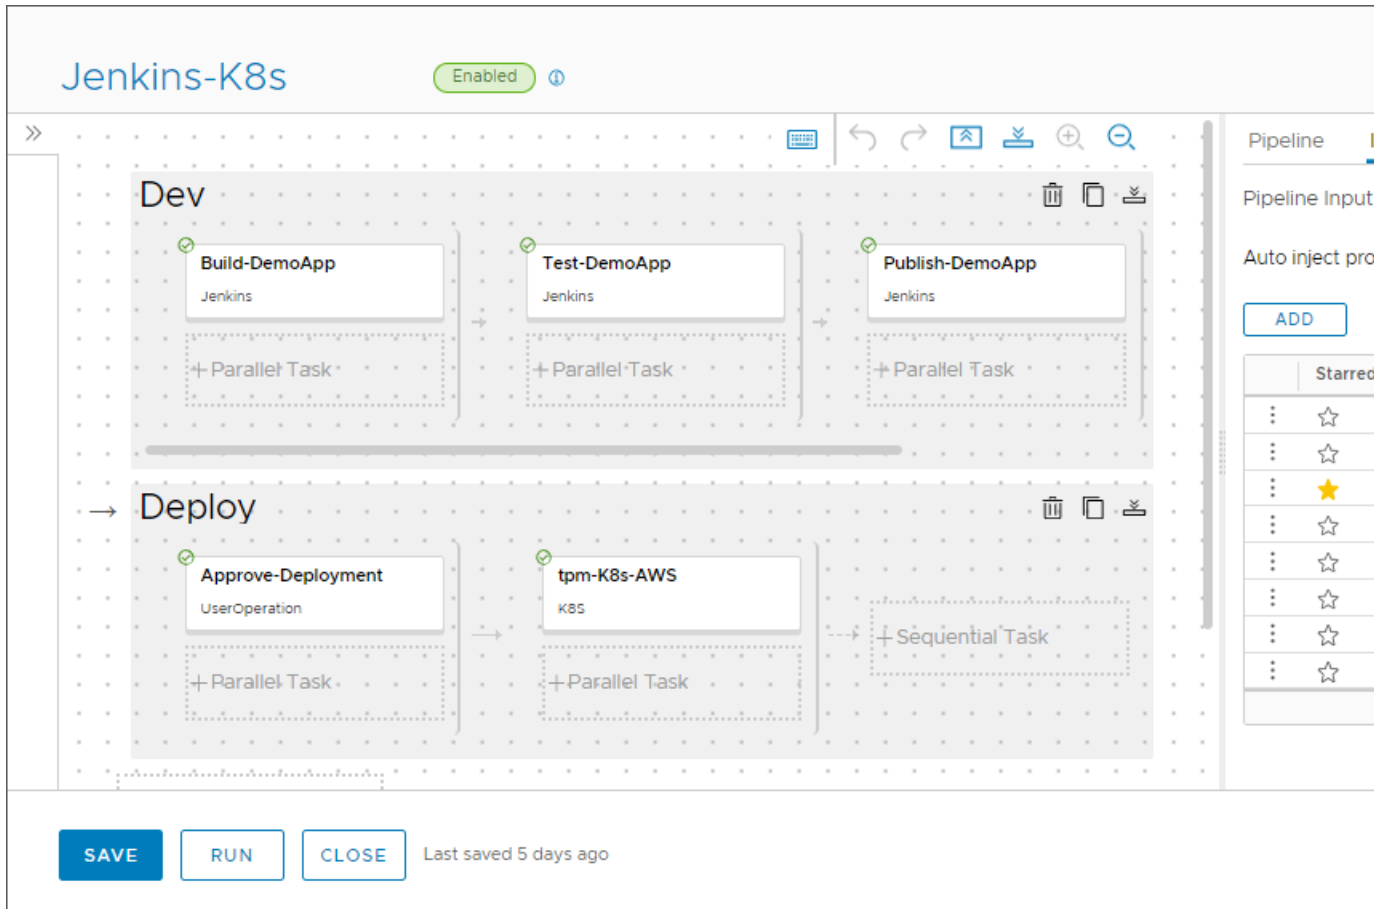 Jenkins-K8s
Enabled
Pipeline
Pipeline Input
Auto inject pro
ADD
Starred
Dev
Build-DemoApp
Jenkins
Test-DemoApp
Jenkins
Publish-DemoApp
Jenkins
+ Parallel Task
+ Parallel Task
+ Parallel Task
Deploy
Approve-Deployment
UserOperation
tpm-K8s-AWS
K8S
+ Sequential Task
+ Parallel Task
+ Parallel Task
SAVE
RUN
CLOSE
Last saved 5 days ago